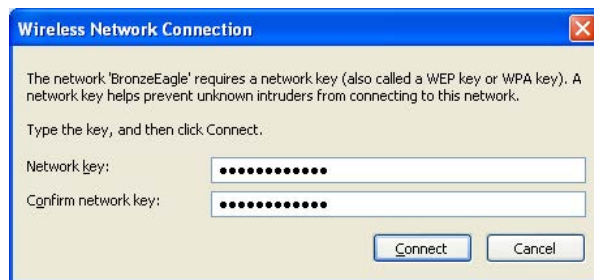 Wireless Network Connection
The network 'BronzeEagle' requires a network key (also called a WEP key or WPA key). A
network key helps prevent unknown intruders from connecting to this network.
Type the key, and then click Connect.
Network key: ●●●●●●●●●●●●
Confirm network key: ●●●●●●●●●●●●
Connect Cancel